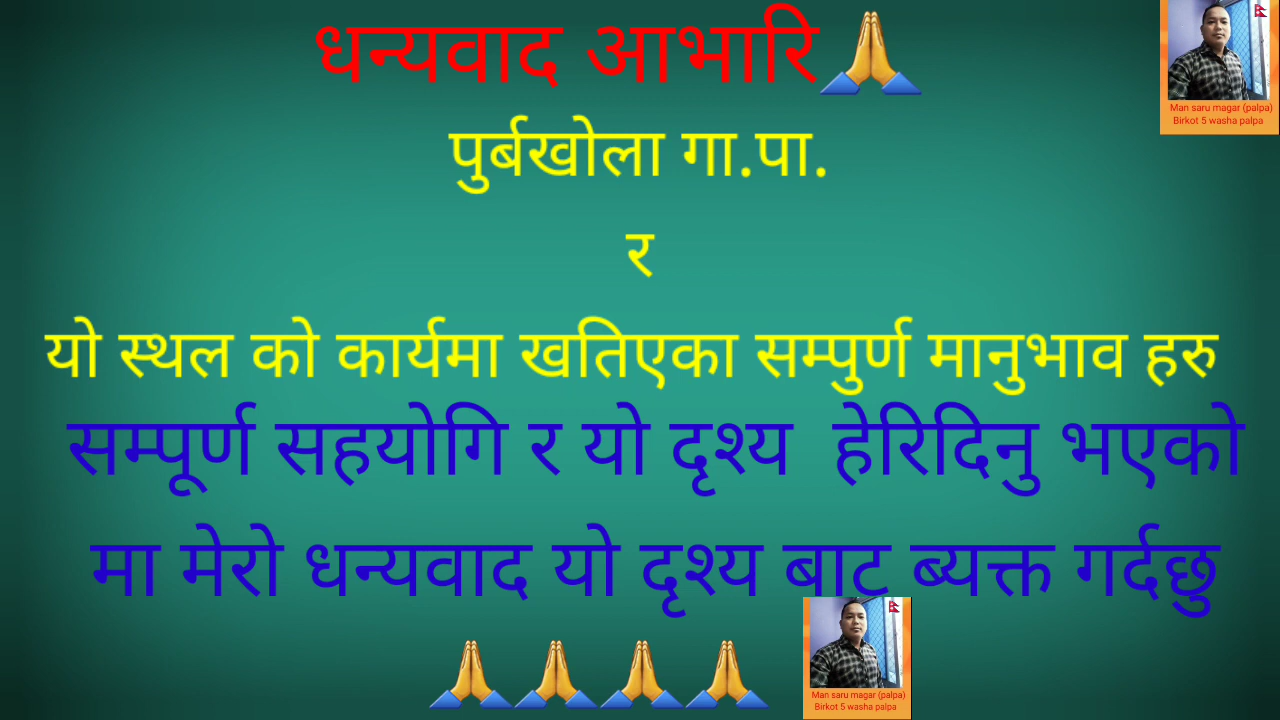 धन्यवाद आभारि🙏
Man saru magar (palpa)
Birkot 5 washa palpa
पुर्बखोला गा.पा.
र
यो स्थल को कार्यमा खतिएका सम्पुर्ण मानुभाव हरु
सम्पूर्ण सहयोगि र यो दृश्य हेरिदिनु भएको
मा मेरो धन्यवाद यो दृश्य बाट ब्यक्त गर्दछु
🙏🙏🙏🙏
Man saru magar (palpa)
Birkot 5 washa palpa